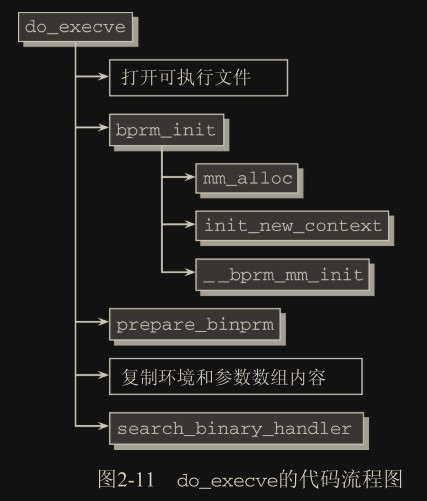 do_execve
打开可执行文件
bprm_init
mm_alloc
init_new_context
__bprm_mm_init
prepare_binprm
复制环境和参数数组内容
search_binary_handler
图2-11 do_execve的代码流程图